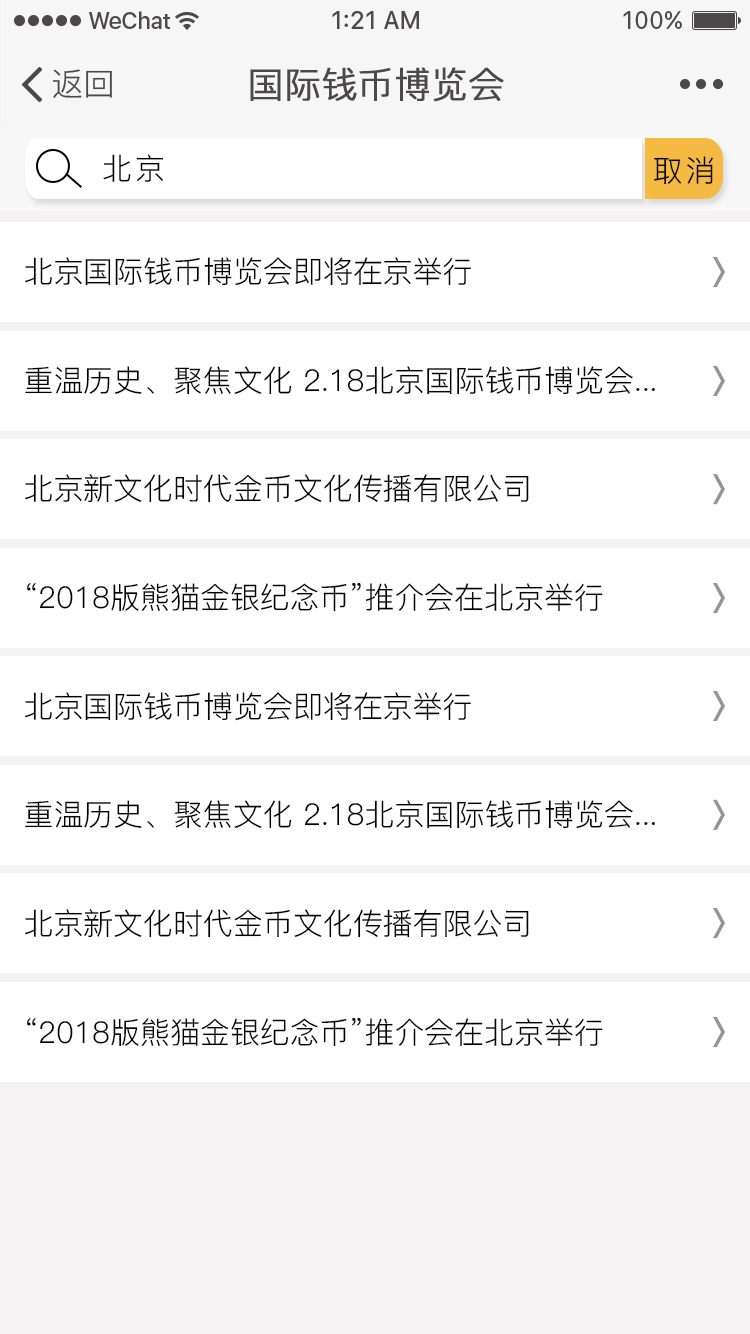 WeChat 1:21 AM 100%
返回 国际钱币博览会
北京 取消
北京国际钱币博览会即将在京举行
重温历史、聚焦文化 2.18北京国际钱币博览会...
北京新文化时代金币文化传播有限公司
“2018版熊猫金银纪念币”推介会在北京举行
北京国际钱币博览会即将在京举行
重温历史、聚焦文化 2.18北京国际钱币博览会...
北京新文化时代金币文化传播有限公司
“2018版熊猫金银纪念币”推介会在北京举行